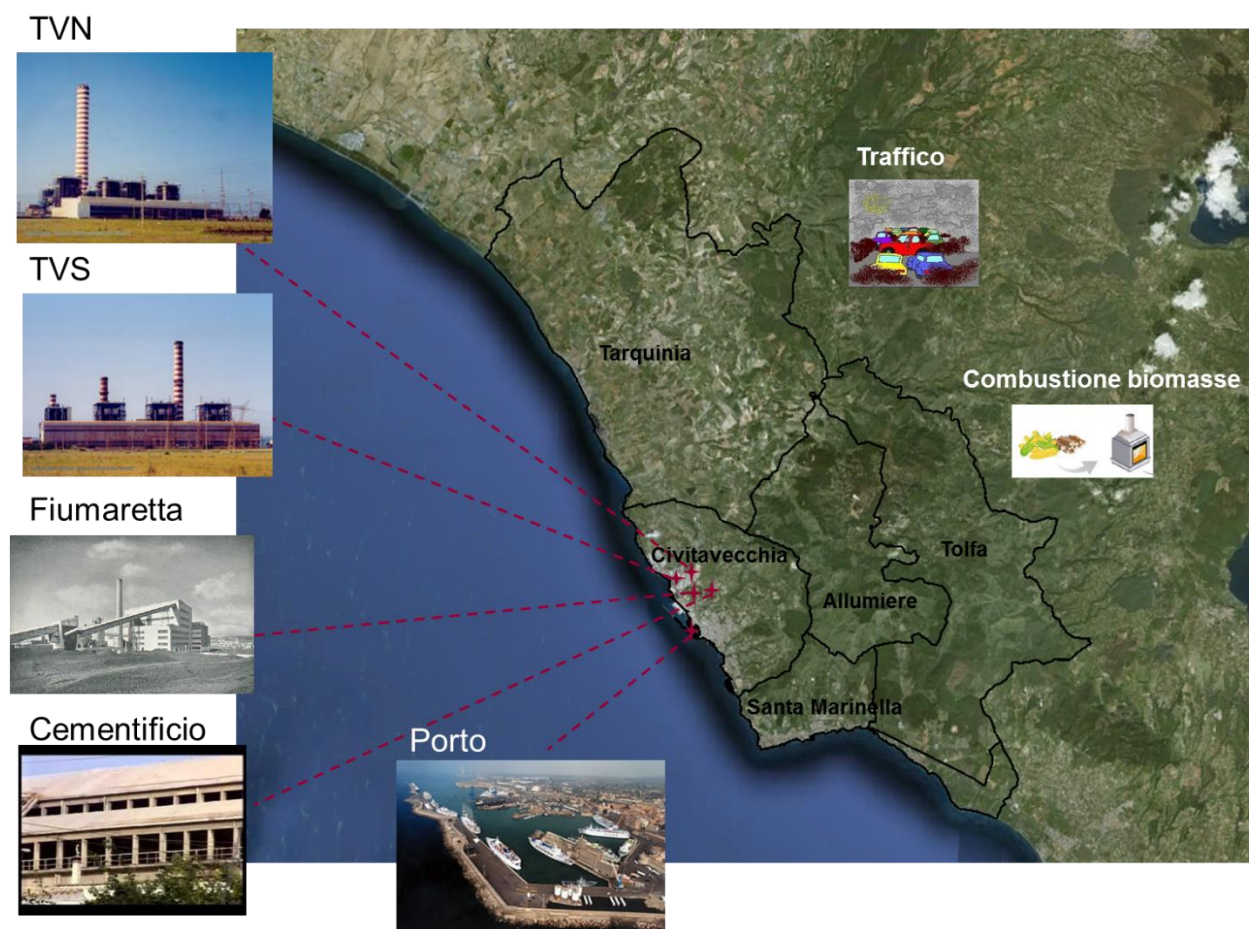 TVN
TVS
Fiumaretta
Cementificio
Porto
Traffico
Combustione biomasse
Tarquinia
Civitavecchia
Tolfa
Allumiere
Santa Marinella